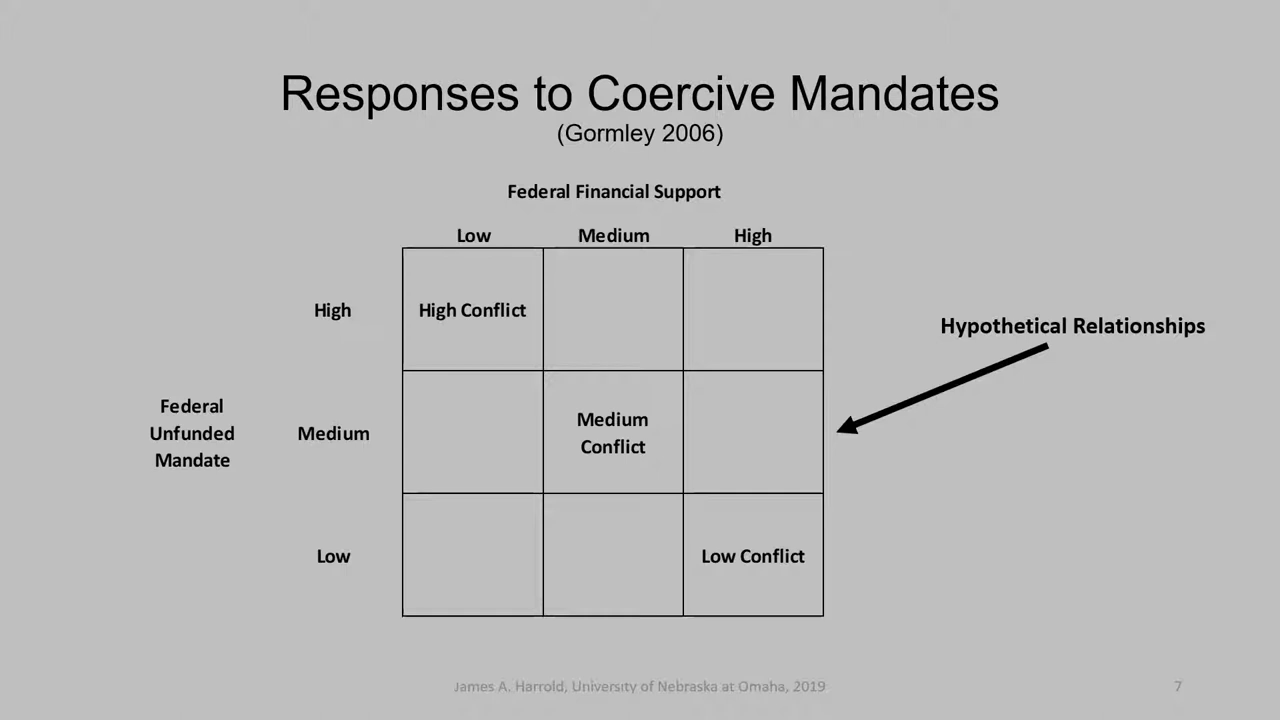 Responses to Coercive Mandates
(Gormley 2006)
Federal Financial Support
Low Medium High
High High Conflict
Hypothetical Relationships
Federal
Unfunded
Mandate
Medium
Medium
Conflict
Low Low Conflict
James A. Harrold, University of Nebraska at Omaha, 2019
7